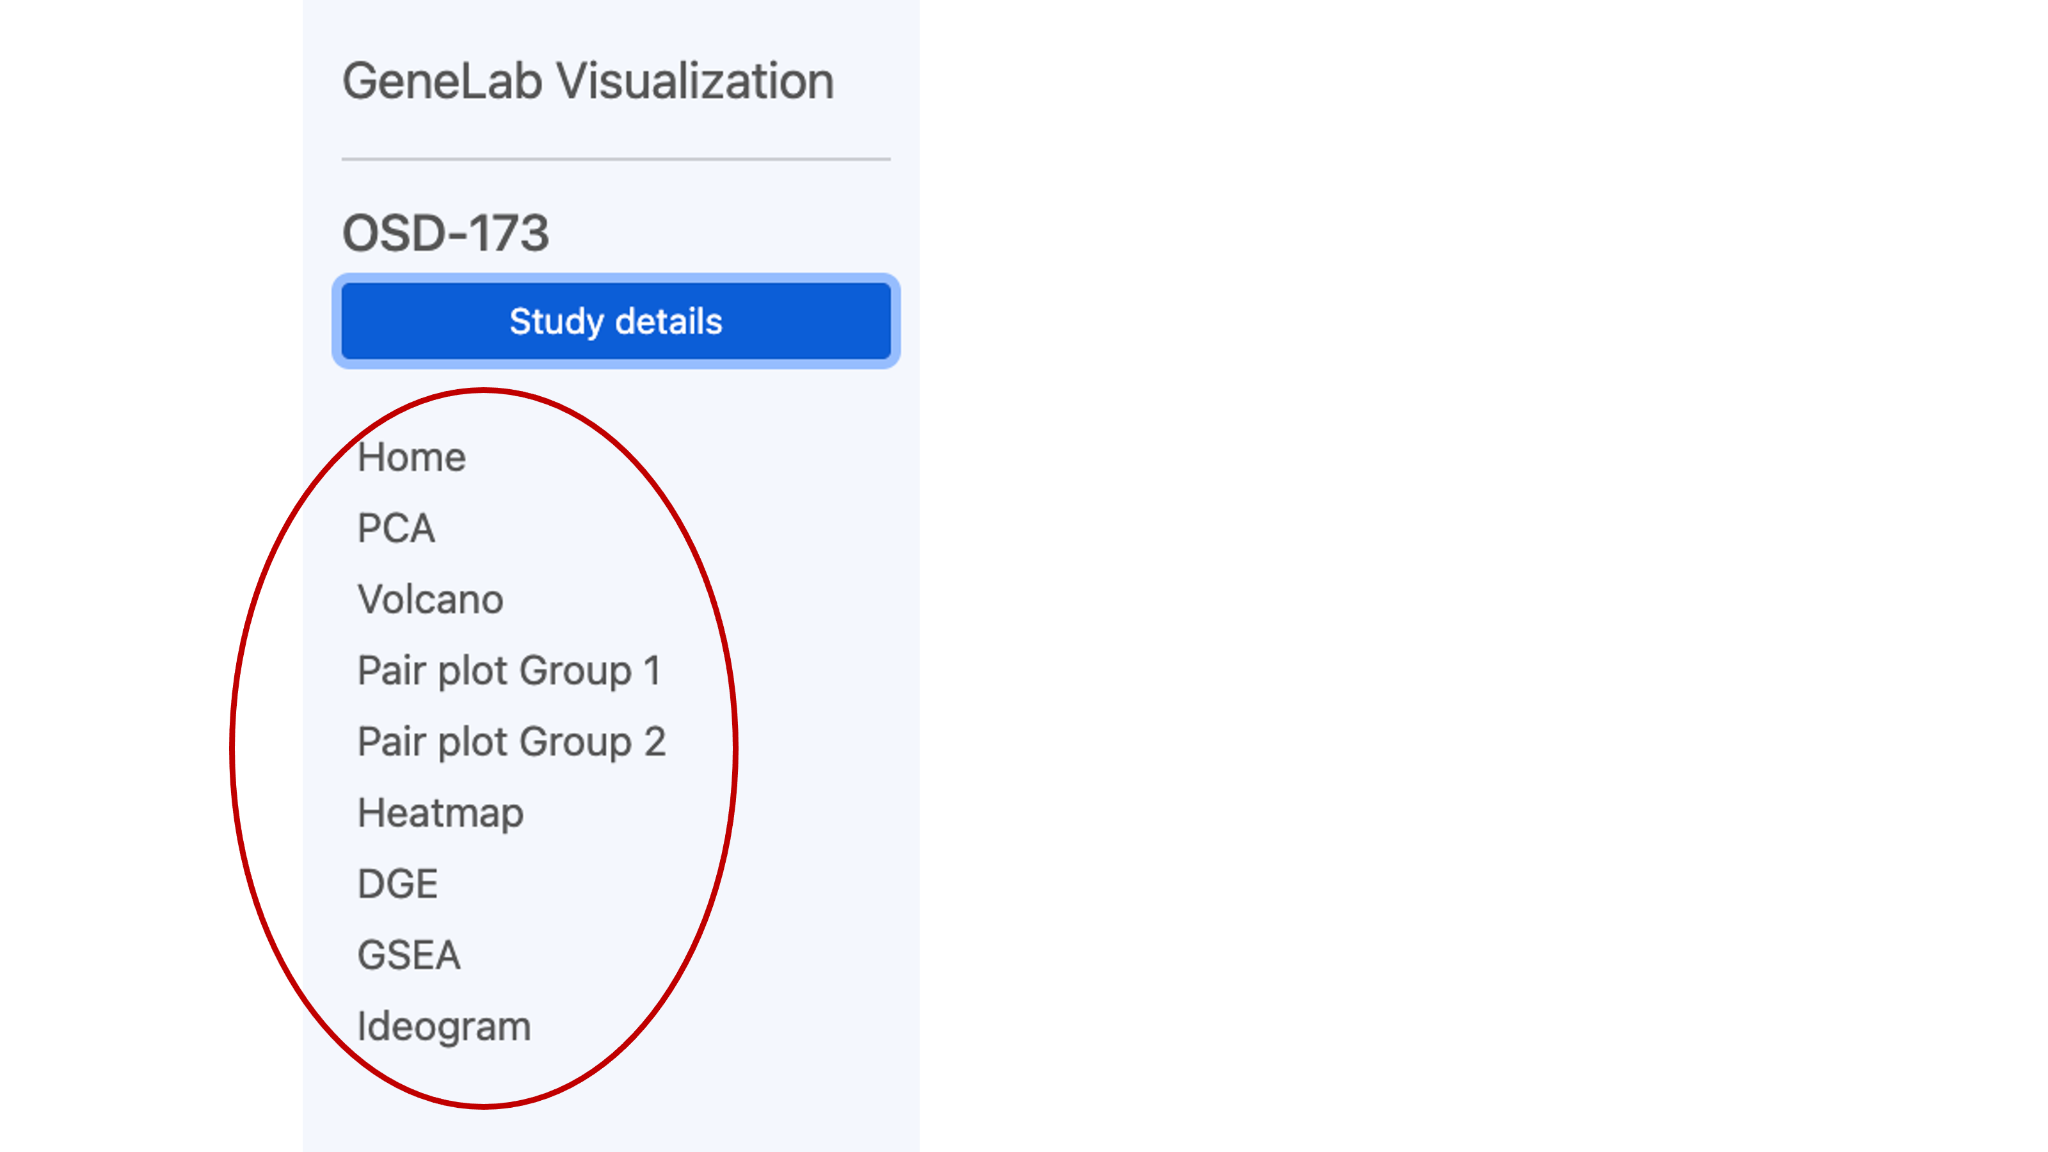 GeneLab Visualization
OSD-173
Study details
Home
PCA
Volcano
Pair plot Group 1
Pair plot Group 2
Heatmap
DGE
GSEA
Ideogram